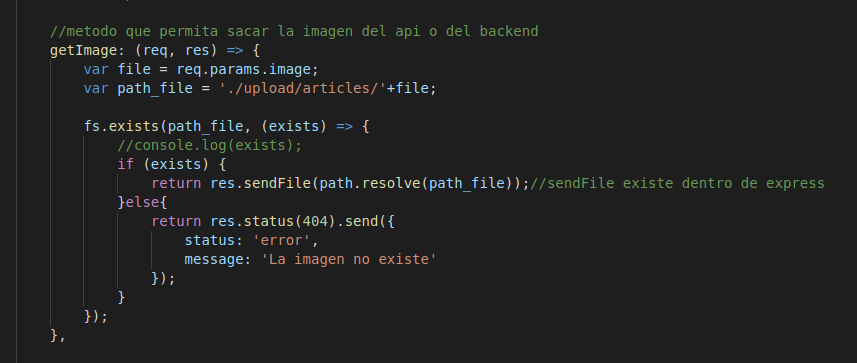 //metodo que permita sacar la imagen del api o del backend
getImage: (req, res) => {
    var file = req.params.image;
    var path_file = './upload/articles/'+file;

    fs.exists(path_file, (exists) => {
        //console.log(exists);
        if (exists) {
            return res.sendFile(path.resolve(path_file));//sendFile existe dentro de express
        }else{
            return res.status(404).send({
                status: 'error',
                message: 'La imagen no existe'
            });
        }
    });
},